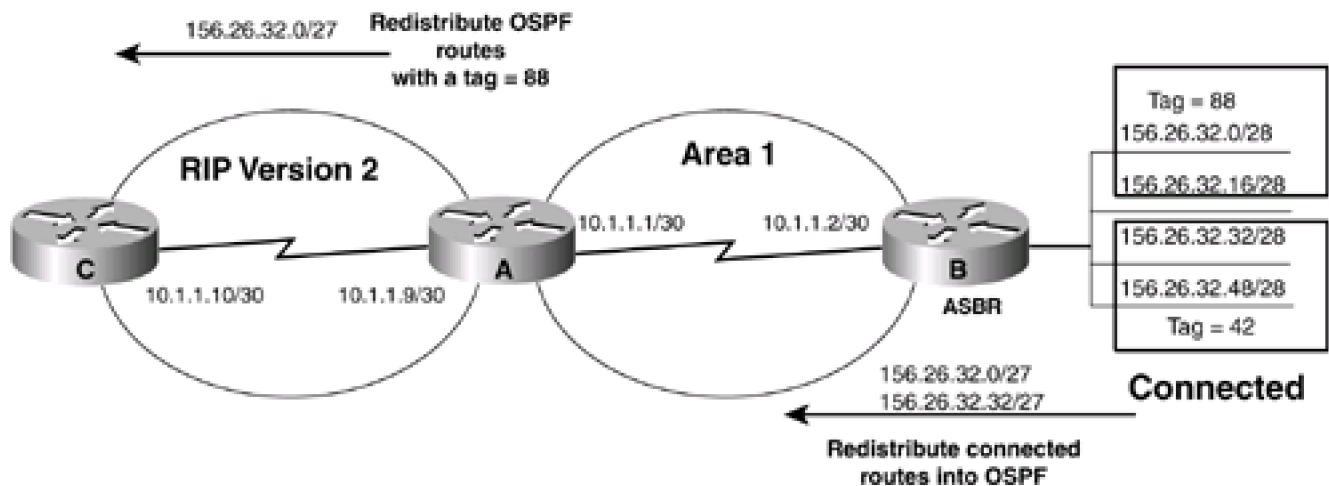 156.26.32.0/27
Redistribute OSPF
routes
with a tag = 88
RIP Version 2
Area 1
Tag = 88
156.26.32.0/28
156.26.32.16/28
156.26.32.32/28
156.26.32.48/28
Tag = 42
Connected
10.1.1.1/30
10.1.1.2/30
C
A
B
10.1.1.10/30
10.1.1.9/30
ASBR
156.26.32.0/27
156.26.32.32/27
Redistribute connected
routes into OSPF